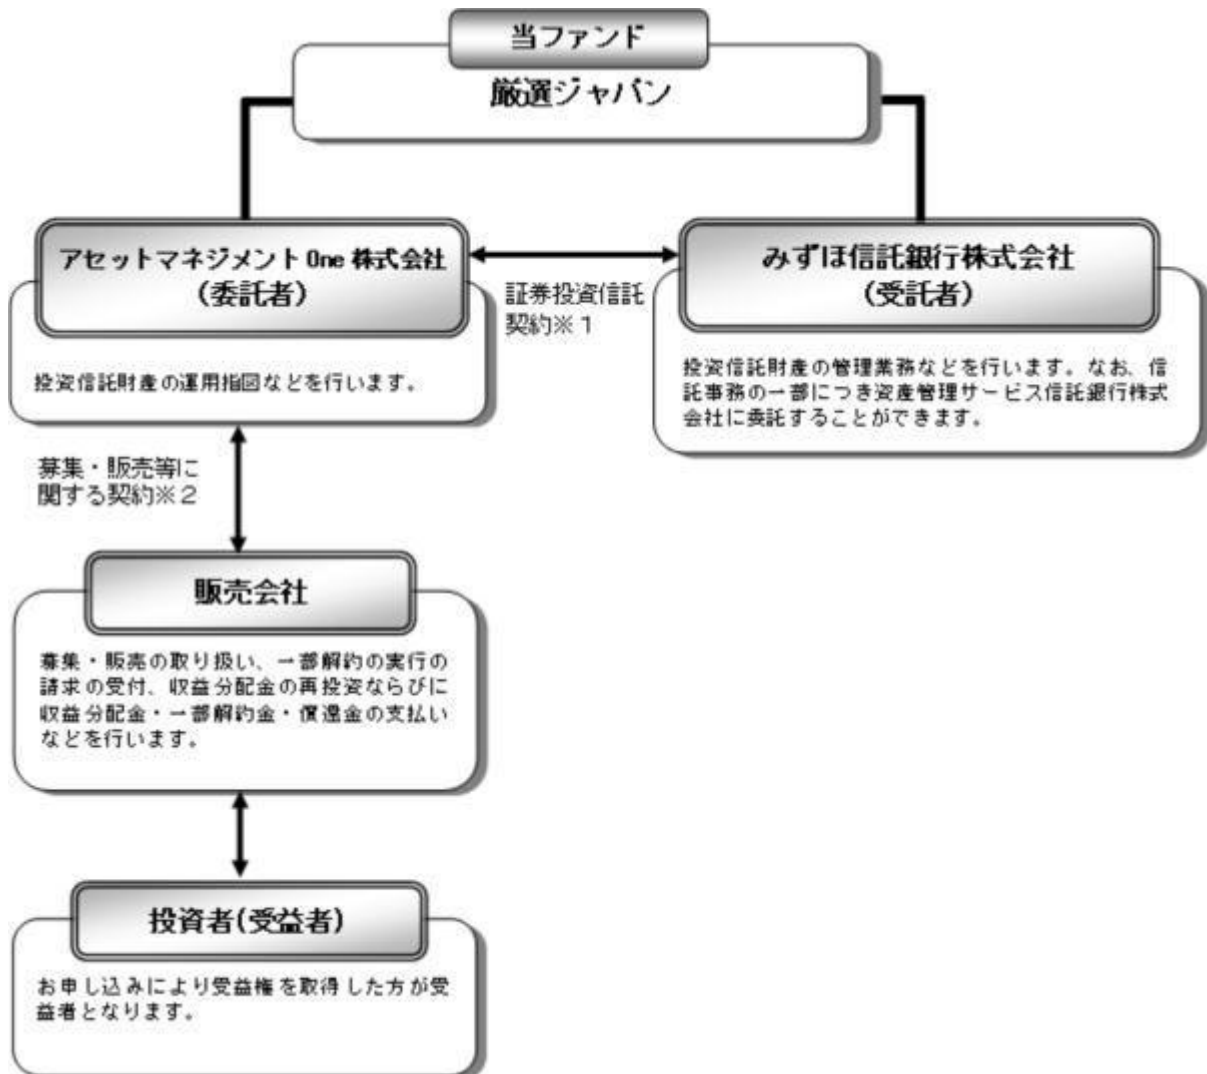 当ファンド
厳選ジャパン
アセットマネジメントOne 株式会社
(委託者)
投資信託財産の運用指図などを行います。
証券投資信託
契約※1
みずほ信託銀行株式会社
(受託者)
投資信託財産の管理業務などを行います。なお、信
託事務の一部につき資産管理サービス信託銀行株式
会社に委託することができます。
募集・販売等に
関する契約※2
販売会社
募集・販売の取り扱い、一部解約の実行の
請求の受付、収益分配金の再投資ならびに
収益分配金・一部解約金・償還金の支払い
などを行います。
投資者(受益者)
お申し込みにより受益権を取得した方が受
益者となります。